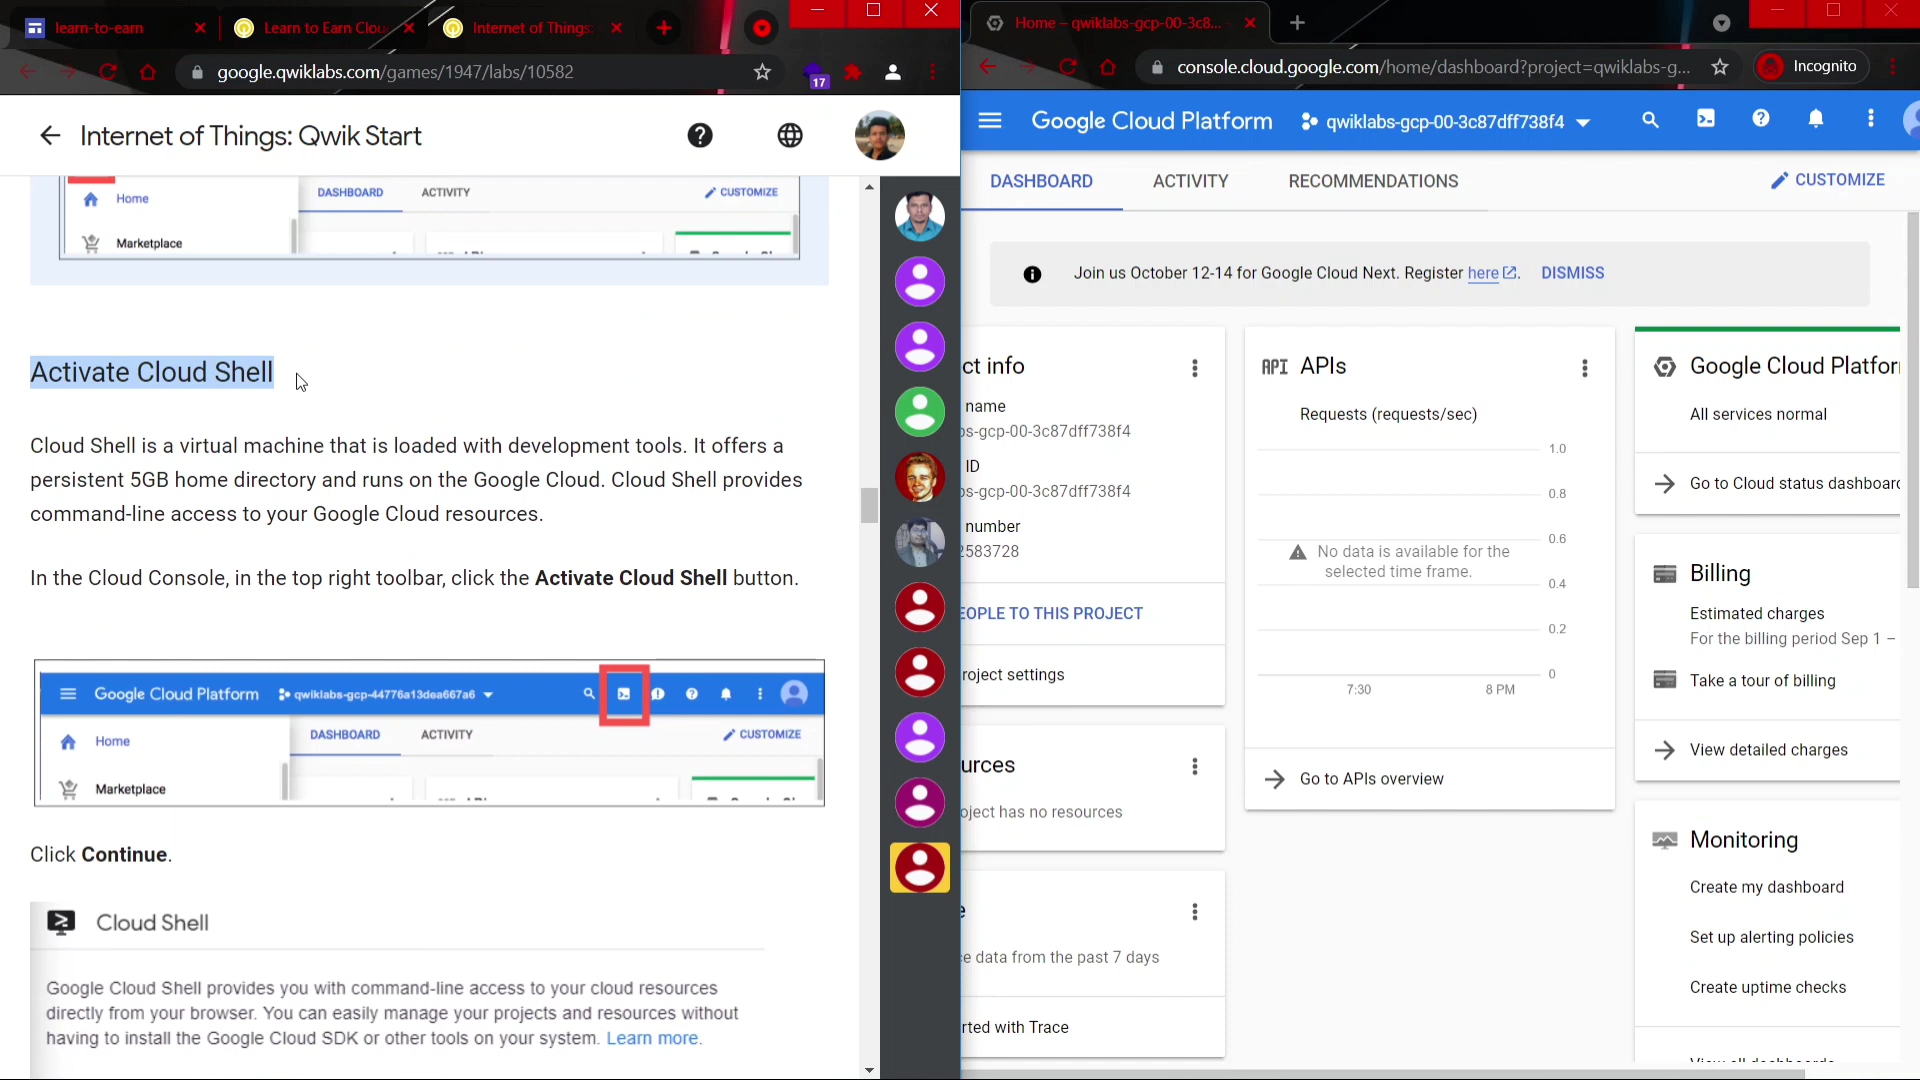 learn-to-earn
Learn to Earn Clou
Internet of Things:
google.qwiklabs.com/games/1947/labs/10582
17
Internet of Things: Qwik Start
Home
DASHBOARD
ACTIVITY
CUSTOMIZE
Marketplace
Activate Cloud Shell
Cloud Shell is a virtual machine that is loaded with development tools. It offers a
persistent 5GB home directory and runs on the Google Cloud. Cloud Shell provides
command-line access to your Google Cloud resources.
In the Cloud Console, in the top right toolbar, click the Activate Cloud Shell button.
Google Cloud Platform
qwiklabs-gcp-44776a13dea667a6
Home
DASHBOARD
ACTIVITY
CUSTOMIZE
Marketplace
Click Continue.
Cloud Shell
Google Cloud Shell provides you with command-line access to your cloud resources
directly from your browser. You can easily manage your projects and resources without
having to install the Google Cloud SDK or other tools on your system. Learn more.
Home – qwiklabs-gcp-00-3c8...
console.cloud.google.com/home/dashboard?project=qwiklabs-g...
Incognito
Google Cloud Platform
qwiklabs-gcp-00-3c87dff738f4
DASHBOARD
ACTIVITY
RECOMMENDATIONS
CUSTOMIZE
Join us October 12-14 for Google Cloud Next. Register here. DISMISS
ct info
name
bs-gcp-00-3c87dff738f4
ID
bs-gcp-00-3c87dff738f4
number
2583728
EOPLE TO THIS PROJECT
roject settings
urces
oject has no resources
e
ce data from the past 7 days
rted with Trace
API APIs
Requests (requests/sec)
1.0
0.8
0.6
0.4
0.2
0
No data is available for the
selected time frame.
7:30
8 PM
Go to APIs overview
Google Cloud Platfor
All services normal
Go to Cloud status dashboard
Billing
Estimated charges
For the billing period Sep 1 –
Take a tour of billing
View detailed charges
Monitoring
Create my dashboard
Set up alerting policies
Create uptime checks
View all dashboards